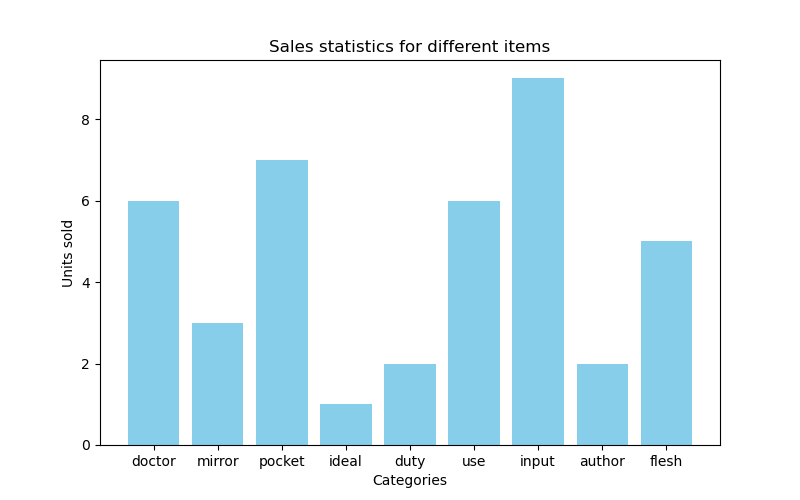 Sales statistics for different items
Units sold
8
6
4
2
0
doctor mirror pocket ideal duty use input author flesh
Categories